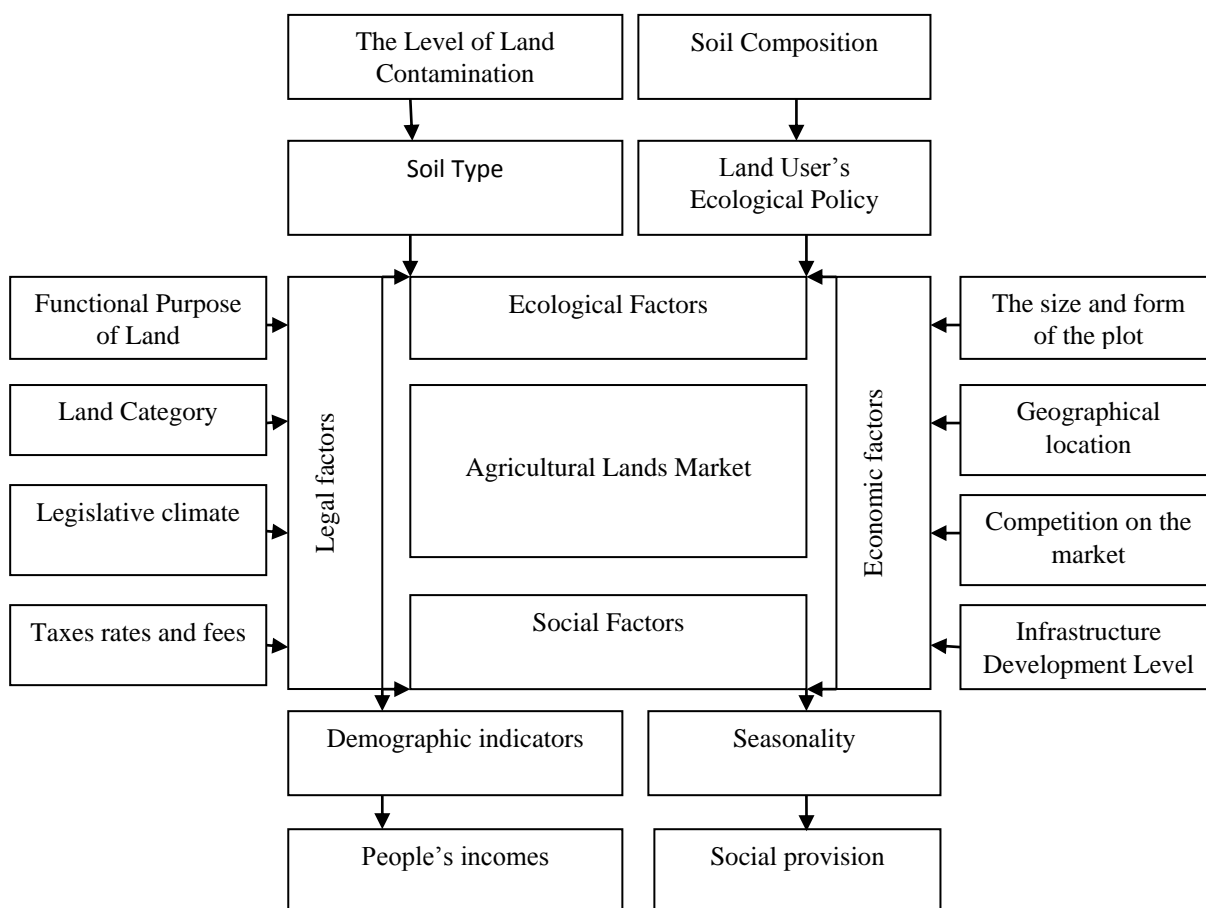 The Level of Land
Contamination
Soil Composition
Soil Type
Land User’s
Ecological Policy
Functional Purpose
of Land
Land Category
Legislative climate
Taxes rates and fees
Legal factors
Ecological Factors
Agricultural Lands Market
Social Factors
Economic factors
The size and form
of the plot
Geographical
location
Competition on the
market
Infrastructure
Development Level
Demographic indicators
Seasonality
People’s incomes
Social provision